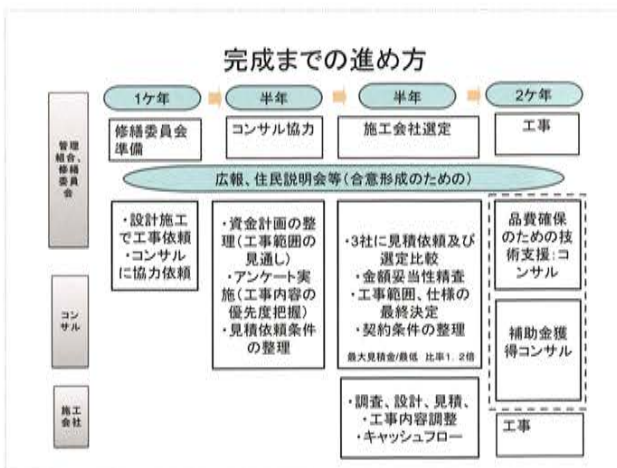 完成までの進め方
1ケ年
半年
半年
2ケ年
管理
組合、
修繕
委員
会
修繕委員会
準備
コンサル協力
施工会社選定
工事
広報、住民説明会等(合意形成のための)
・設計施工
で工事依頼
・コンサル
に協力依頼
・資金計画の整
理(工事範囲の
見通し)
・アンケート実
施(工事内容の
優先度把握)
・見積依頼条件
の整理
・3社に見積依頼及び
選定比較
・金額妥当性精査
・工事範囲、仕様の
最終決定
・契約条件の整理
最大見積金/最低 比率1.2倍
品費確保
のための技
術支援:コ
ンサル
コン
サル
補助金獲
得コンサル
施工
会社
・調査、設計、見積、
・工事内容調整
・キャッシュフロー
工事